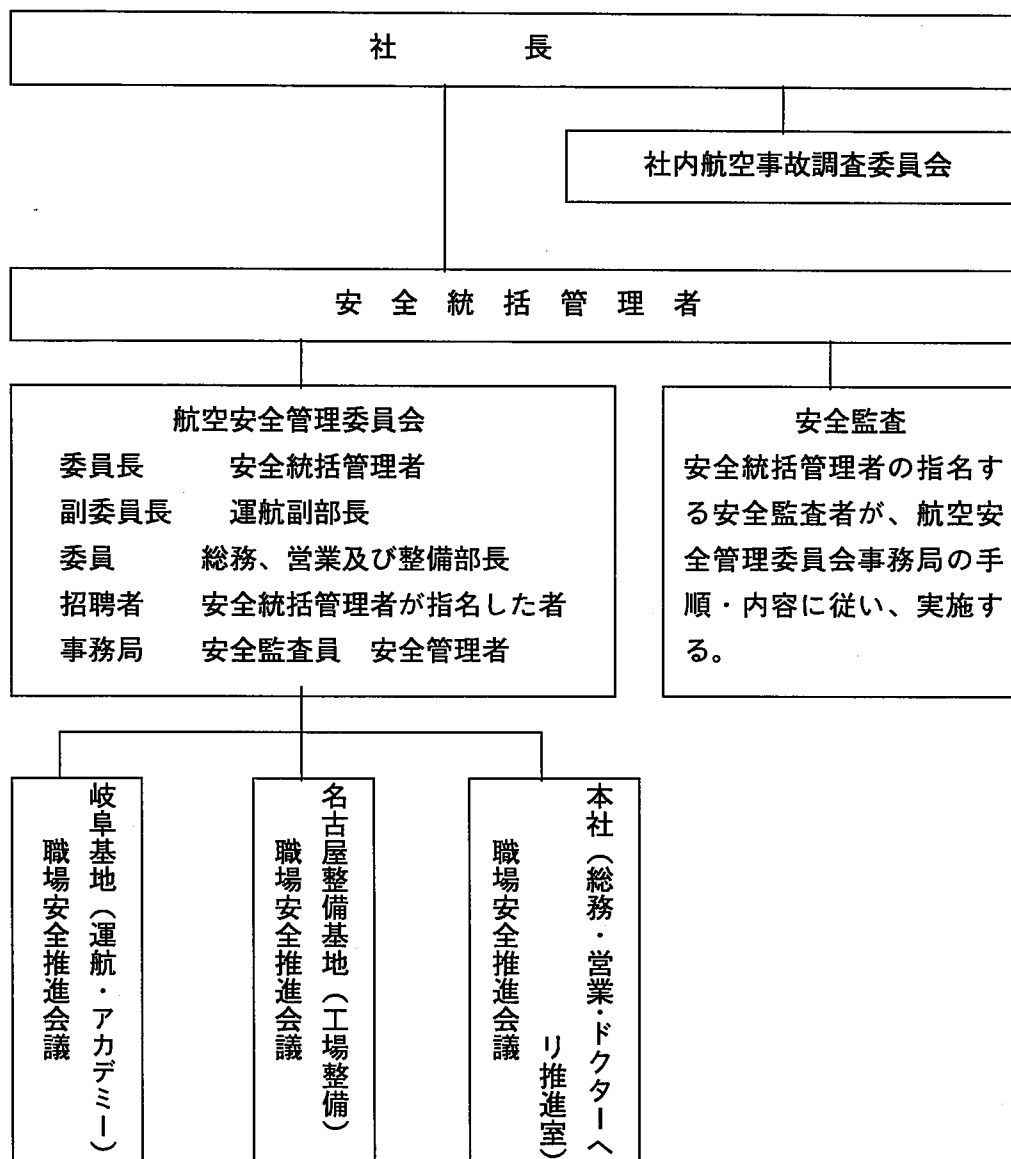 社長
社内航空事故調査委員会
安全統括管理者
航空安全管理委員会
委員長 安全統括管理者
副委員長 運航副部長
委員 総務、営業及び整備部長
招聘者 安全統括管理者が指名した者
事務局 安全監査員 安全管理者
安全監査
安全統括管理者の指名す
る安全監査者が、航空安
全管理委員会事務局の手
順・内容に従い、実施す
る。
岐阜基地（運航・アカデミー）
職場安全推進会議
名古屋整備基地（工場整備）
職場安全推進会議
本社（総務・営業・ドクターヘ
リ推進室）
職場安全推進会議